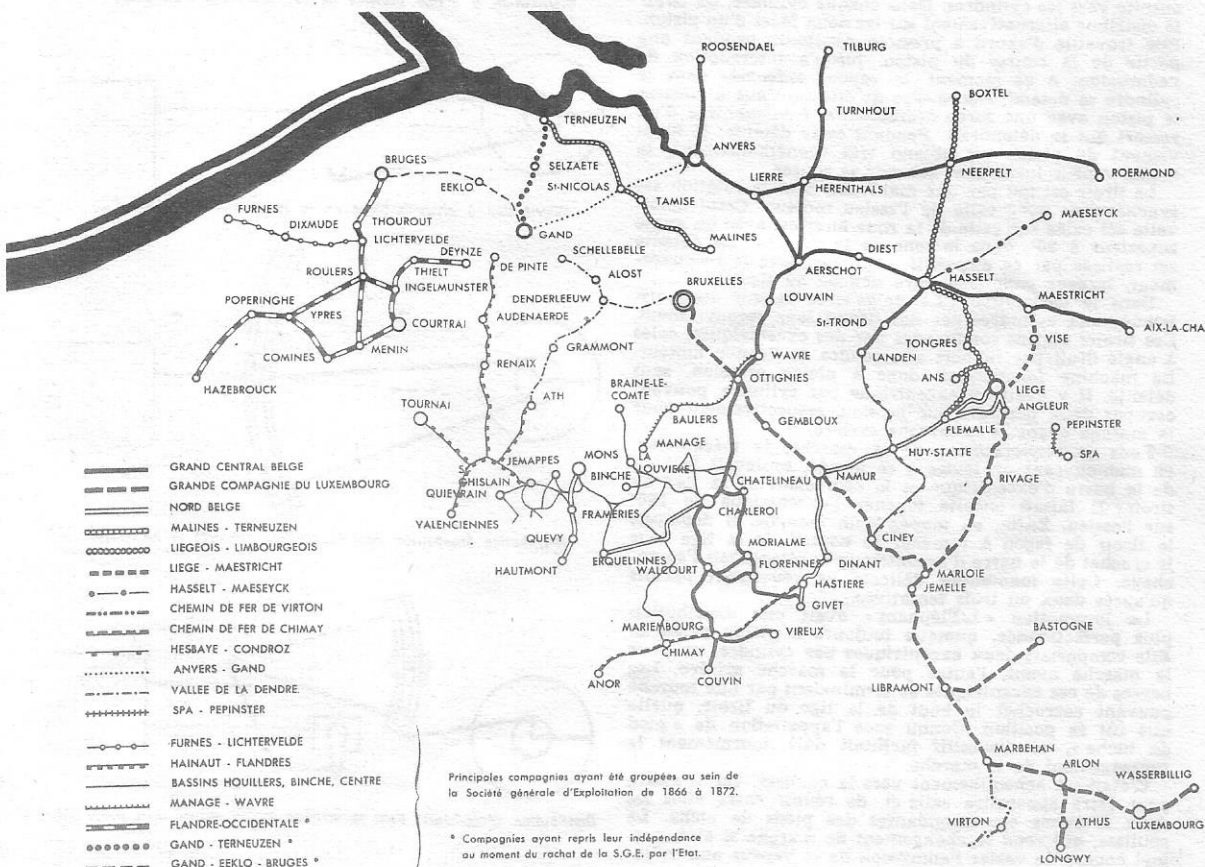 ROOSENDAEL
TILBURG
BOXTEL
TERNEUZEN
TURNHOUT
ANVERS
BRUGES
SELZAETE
LIERRE
HERENTHALS
NEERPELT
ROERMOND
EEKLO
St-NICOLAS
TAMISE
FURNES
DIXMUDE
THOUROUT
GAND
MALINES
MAESEYCK
LICHTERVELDE
SCHELLEBELLE
DIEST
DEYNZE
DE PINTE
AERSCHOT
HASSELT
ROULERS
THIELT
ALOST
BRUXELLES
INGELMUNSTER
DENDERLEEUW
LOUVAIN
MAESTRICHT
POPERINGHE
YPRES
COURTRAI
AUDENAERDE
St-TROND
AIX-LA-CHA
COMINES
MENIN
GRAMMONT
WAVRE
LANDEN
TONGRES
VISE
RENAIX
OTTIGNIES
HAZEBROUCK
BRAINE-LE-
COMTE
ANS
LIEGE
TOURNAI
ATH
BAULERS
GEMBLOUX
ANGLEUR
FLEMALLE
PEPINSTER
MANAGE
HUY-STATTE
SPA
MONS
LA
LOUVIERE
JEMAPPES
BINCHE
NAMUR
St
GHISLAIN
CHATELINEAU
RIVAGE
QUIEVRAIN
CHARLEROI
VALENCIENNES
FRAMERIES
QUEVY
MORIALME
CINEY
HAUTMONT
ERQUELINNES
FLORENNES
DINANT
WALCOURT
HASTIERE
MARLOIE
JEMELLE
GIVET
MARIEMBOURG
VIREUX
BASTOGNE
CHIMAY
ANOR
COUVIN
LIBRAMONT
MARBEHAN
ARLON
WASSERBILLIG
VIRTON
ATHUS
LUXEMBOURG
LONGWY
GRAND CENTRAL BELGE
GRANDE COMPAGNIE DU LUXEMBOURG
NORD BELGE
MALINES - TERNEUZEN
LIEGEOIS - LIMBOURGEOIS
LIEGE - MAESTRICHT
HASSELT - MAESEYCK
CHEMIN DE FER DE VIRTON
CHEMIN DE FER DE CHIMAY
HESBAYE - CONDROZ
ANVERS - GAND
VALLEE DE LA DENDRE.
SPA - PEPINSTER
FURNES - LICHTERVELDE
HAINAUT - FLANDRES
BASSINS HOUILLERS, BINCHE, CENTRE
MANAGE - WAVRE
FLANDRE-OCCIDENTALE *
GAND - TERNEUZEN *
GAND - EEKLO - BRUGES *
Principales compagnies ayant été groupées au sein de
la Société générale d'Exploitation de 1866 à 1872.
* Compagnies ayant repris leur indépendance
au moment du rachat de la S.G.E. par l'Etat.